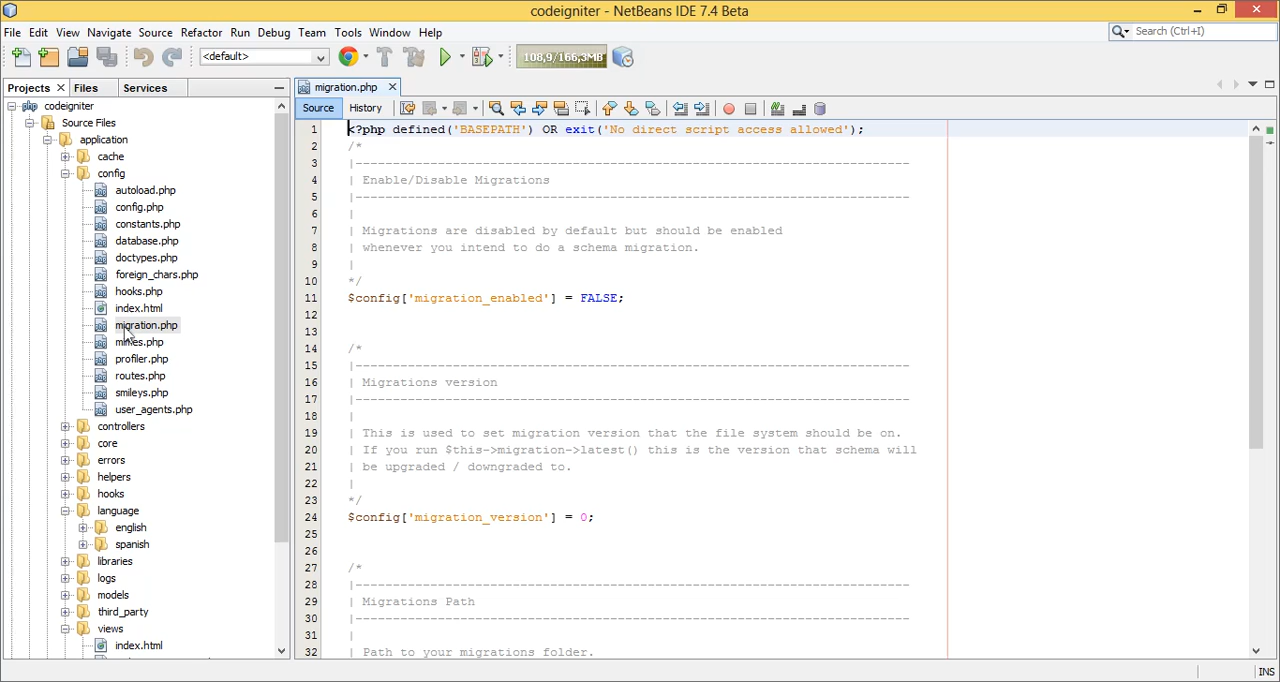 codeigniter - NetBeans IDE 7.4 Beta
File Edit View Navigate Source Refactor Run Debug Team Tools Window Help
Search (Ctrl+I)
<default>
108,9/166,3MB
Projects Files Services
migration.php
Source History
codeigniter
Source Files
application
cache
config
autoload.php
config.php
constants.php
database.php
doctypes.php
foreign_chars.php
hooks.php
index.html
migration.php
mimes.php
profiler.php
routes.php
smileys.php
user_agents.php
controllers
core
errors
helpers
hooks
language
english
spanish
libraries
logs
models
third_party
views
index.html
1 <?php defined('BASEPATH') OR exit('No direct script access allowed');
2 /*
3 |--------------------------------------------------------------------------
4 | Enable/Disable Migrations
5 |--------------------------------------------------------------------------
6 |
7 | Migrations are disabled by default but should be enabled
8 | whenever you intend to do a schema migration.
9 |
10 */
11 $config['migration_enabled'] = FALSE;
12
13
14 /*
15 |--------------------------------------------------------------------------
16 | Migrations version
17 |--------------------------------------------------------------------------
18 |
19 | This is used to set migration version that the file system should be on.
20 | If you run $this->migration->latest() this is the version that schema will
21 | be upgraded / downgraded to.
22 |
23 */
24 $config['migration_version'] = 0;
25
26
27 /*
28 |--------------------------------------------------------------------------
29 | Migrations Path
30 |--------------------------------------------------------------------------
31 |
32 | Path to your migrations folder.
INS